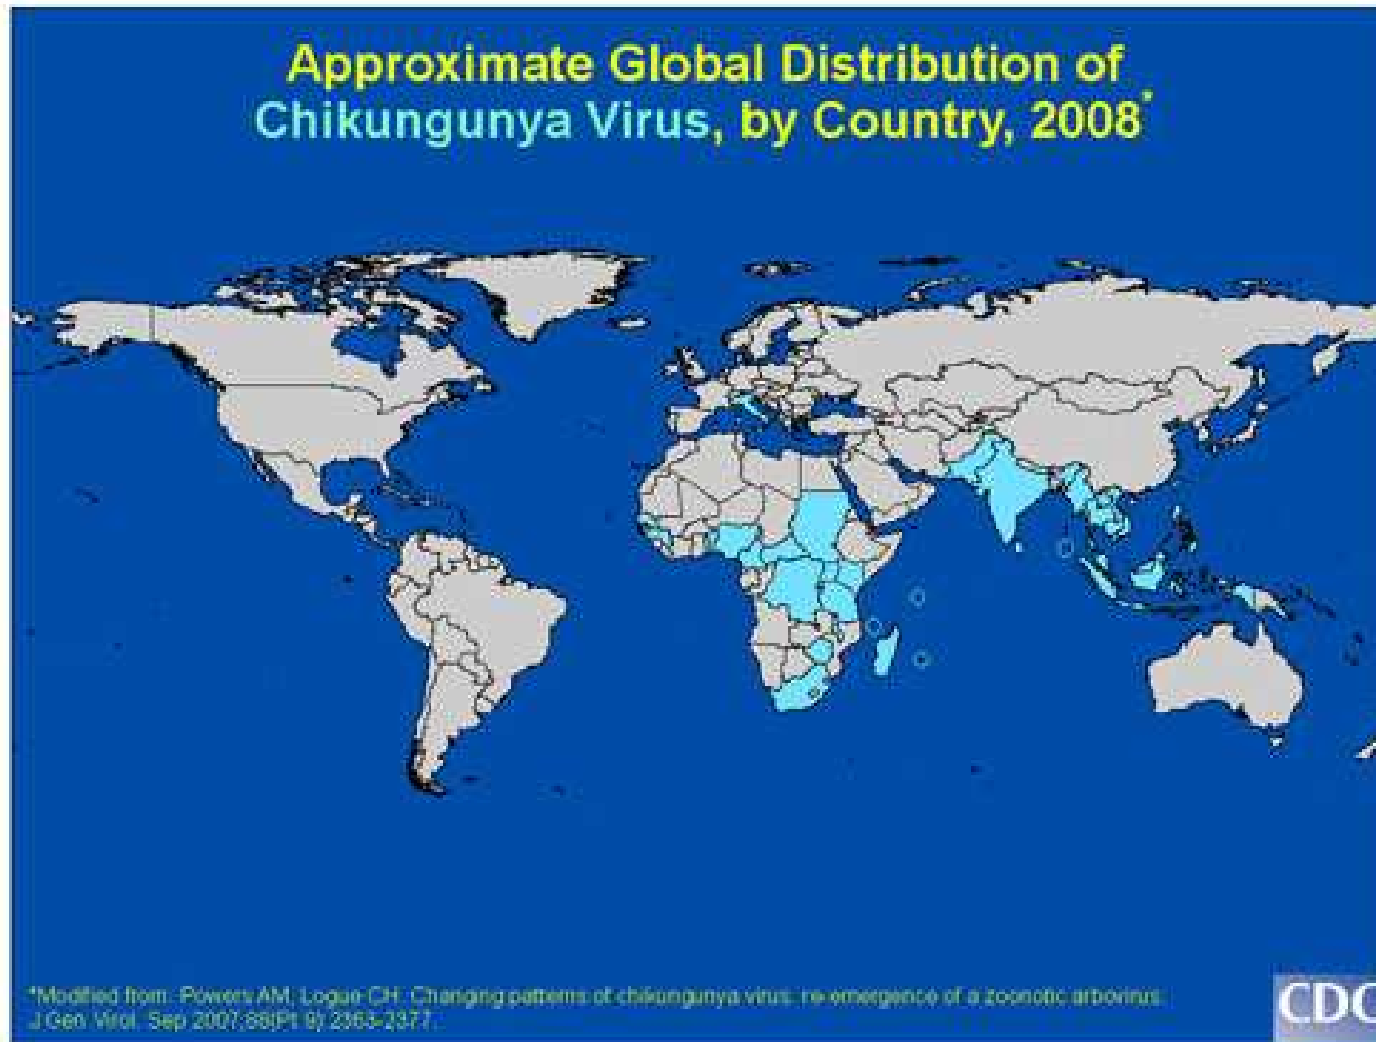 Approximate Global Distribution of
Chikungunya Virus, by Country, 2008*
*Modified from: Powers AM, Logue CH. Changing patterns of chikungunya virus: re-emergence of a zoonotic arbovirus.
J Gen Virol. Sep 2007;88(Pt 9):2363-2377.
CDC